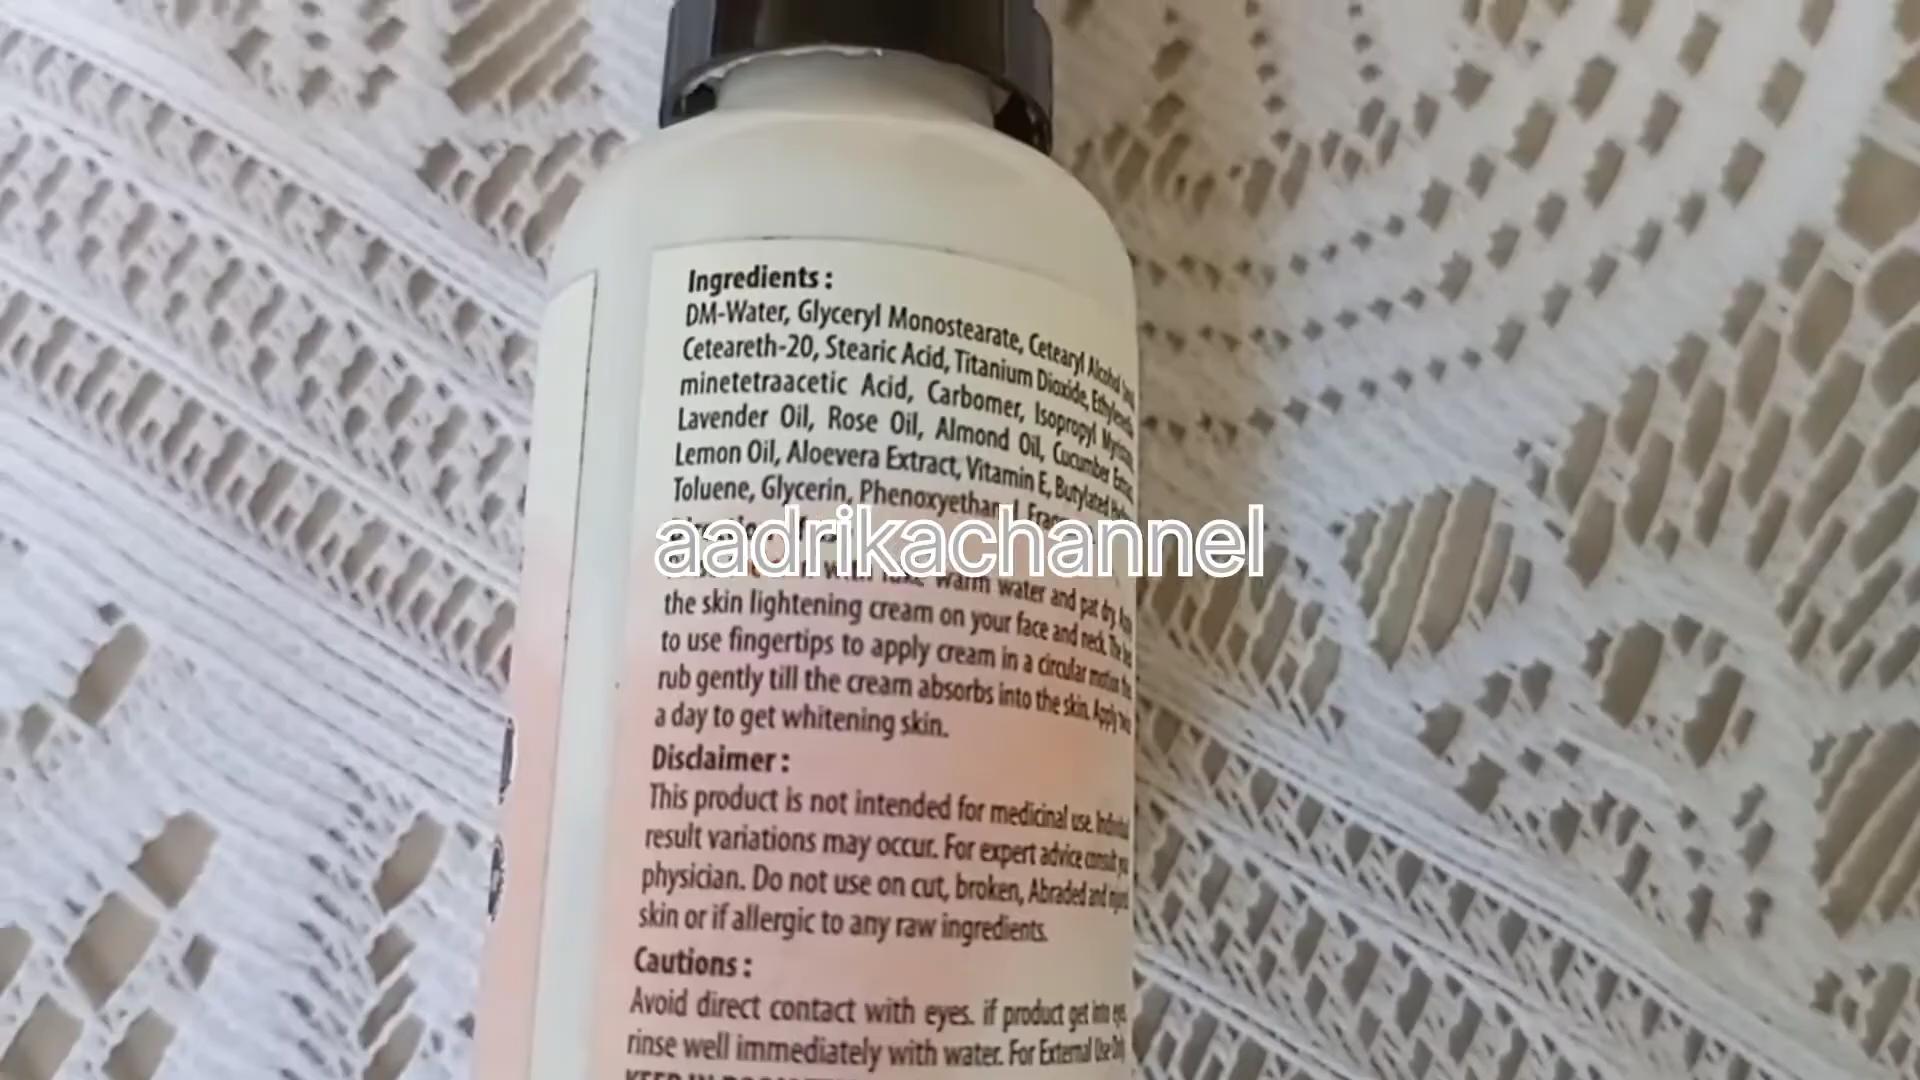 Ingredients :
DM-Water, Glyceryl Monostearate, Cetearyl Alcohol
Ceteareth-20, Stearic Acid, Titanium Dioxide,
minetetraacetic Acid, Carbomer, Isopropyl
Lavender Oil, Rose Oil, Almond Oil, Cucumber
Lemon Oil, Aloevera Extract, Vitamin E, Butylated
Toluene, Glycerin,
aadrikachannel
warm water and pat dry.
the skin lightening cream on your face and neck. The
to use fingertips to apply cream in a circular motion
rub gently till the cream absorbs into the skin. Apply
a day to get whitening skin.
Disclaimer :
This product is not intended for medicinal use.
result variations may occur. For expert advice consult
physician. Do not use on cut, broken, Abraded and
skin or if allergic to any raw ingredients.
Cautions :
Avoid direct contact with eyes. if product get into
rinse well immediately with water. For External Use